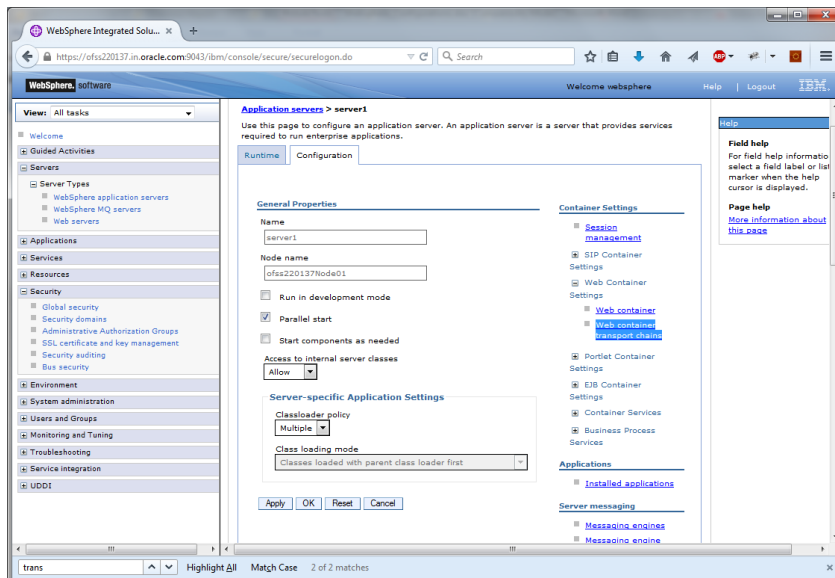 WebSphere Integrated Solu...
https://ofss220137.in.oracle.com:9043/ibm/console/secure/securelogon.do
Search
ABP
WebSphere. software
Welcome websphere
Help | Logout
IBM.
View: All tasks
Welcome
Guided Activities
Servers
Server Types
WebSphere application servers
WebSphere MQ servers
Web servers
Applications
Services
Resources
Security
Global security
Security domains
Administrative Authorization Groups
SSL certificate and key management
Security auditing
Bus security
Environment
System administration
Users and Groups
Monitoring and Tuning
Troubleshooting
Service integration
UDDI
Application servers > server1
Use this page to configure an application server. An application server is a server that provides services
required to run enterprise applications.
Runtime
Configuration
General Properties
Name
server1
Node name
ofss220137Node01
Run in development mode
Parallel start
Start components as needed
Access to internal server classes
Allow
Server-specific Application Settings
Classloader policy
Multiple
Class loading mode
Classes loaded with parent class loader first
Apply
OK
Reset
Cancel
Container Settings
Session
management
SIP Container
Settings
Web Container
Settings
Web container
Web container
transport chains
Portlet Container
Settings
EJB Container
Settings
Container Services
Business Process
Services
Applications
Installed applications
Server messaging
Messaging engines
Messaging engine
Help
Field help
For field help informatio
select a field label or list
marker when the help
cursor is displayed.
Page help
More information about
this page
trans
Highlight All
Match Case
2 of 2 matches